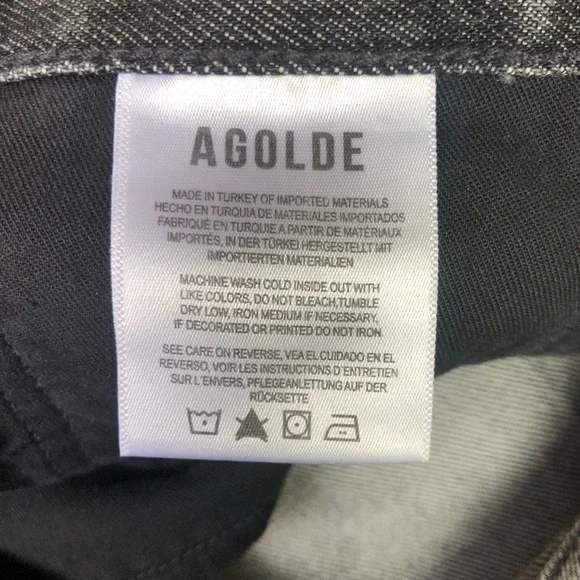 AGOLDE
MADE IN TURKEY OF IMPORTED MATERIALS
HECHO EN TURQUIA DE MATERIALES IMPORTADOS
FABRIQUÉ EN TURQUIE A PARTIR DE MATÉRIAUX
IMPORTÉS, IN DER TÜRKEI HERGESTELLT MIT
IMPORTIERTEN MATERIALIEN
MACHINE WASH COLD INSIDE OUT WITH
LIKE COLORS, DO NOT BLEACH,TUMBLE
DRY LOW, IRON MEDIUM IF NECESSARY,
IF DECORATED OR PRINTED DO NOT IRON
SEE CARE ON REVERSE, VEA EL CUIDADO EN EL
REVERSO, VOIR LES INSTRUCTIONS D'ENTRETIEN
SUR L'ENVERS, PFLEGEANLETTUNG AUF DER
RÜCKSETTE